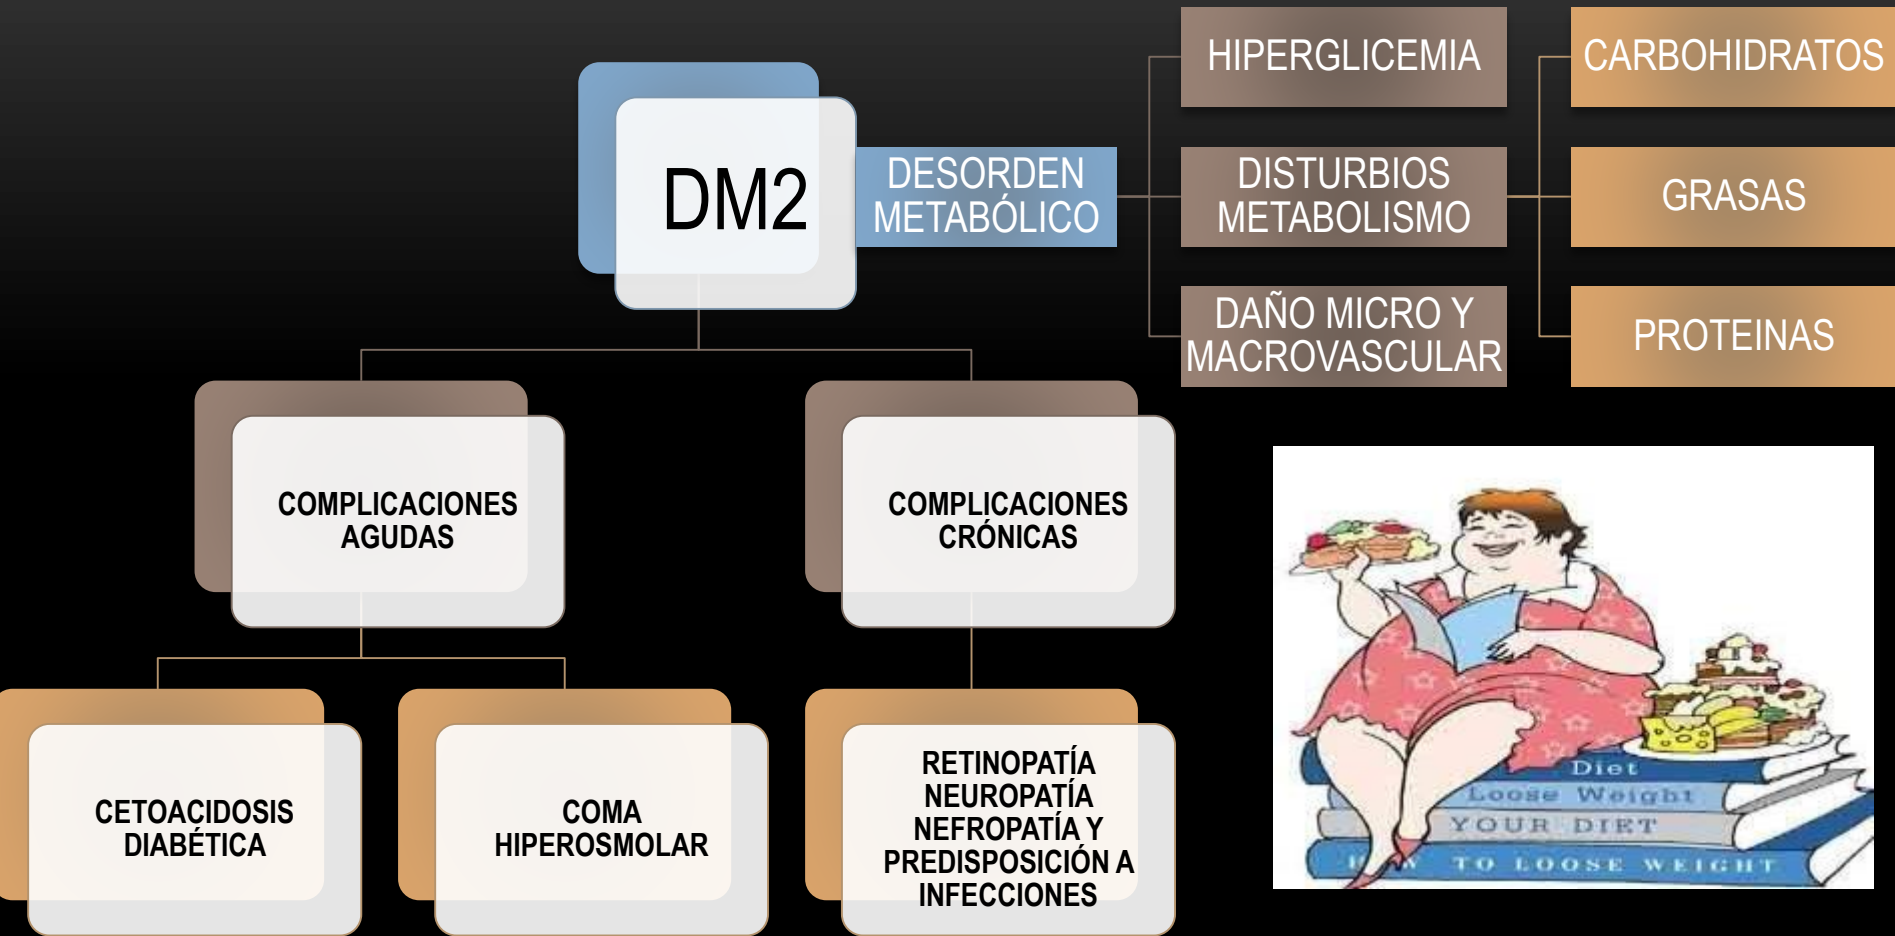 DM2
DESORDEN
METABÓLICO
HIPERGLICEMIA
DISTURBIOS
METABOLISMO
DAÑO MICRO Y
MACROVASCULAR
CARBOHIDRATOS
GRASAS
PROTEINAS
COMPLICACIONES
AGUDAS
COMPLICACIONES
CRÓNICAS
CETOACIDOSIS
DIABÉTICA
COMA
HIPEROSMOLAR
RETINOPATÍA
NEUROPATÍA
NEFROPATÍA Y
PREDISPOSICIÓN A
INFECCIONES
Diet
Loose Weight
YOUR DIET
TO LOOSE WEIGHT